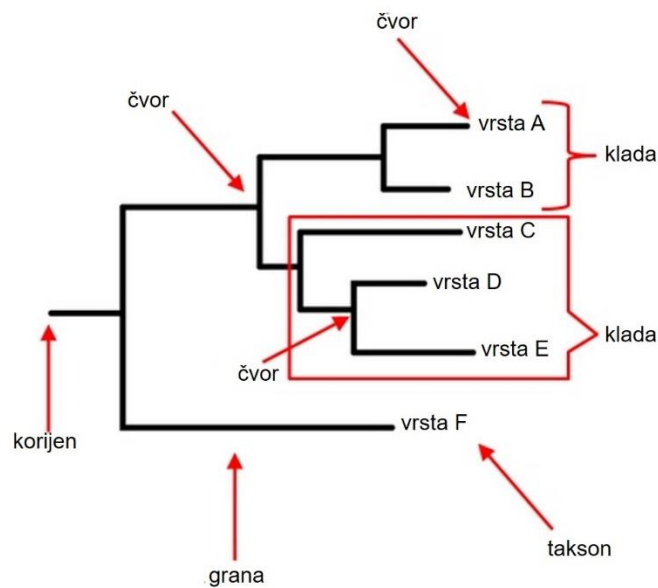 čvor
čvor
vrsta A
klada
vrsta B
vrsta C
vrsta D
klada
vrsta E
čvor
vrsta F
korijen
takson
grana